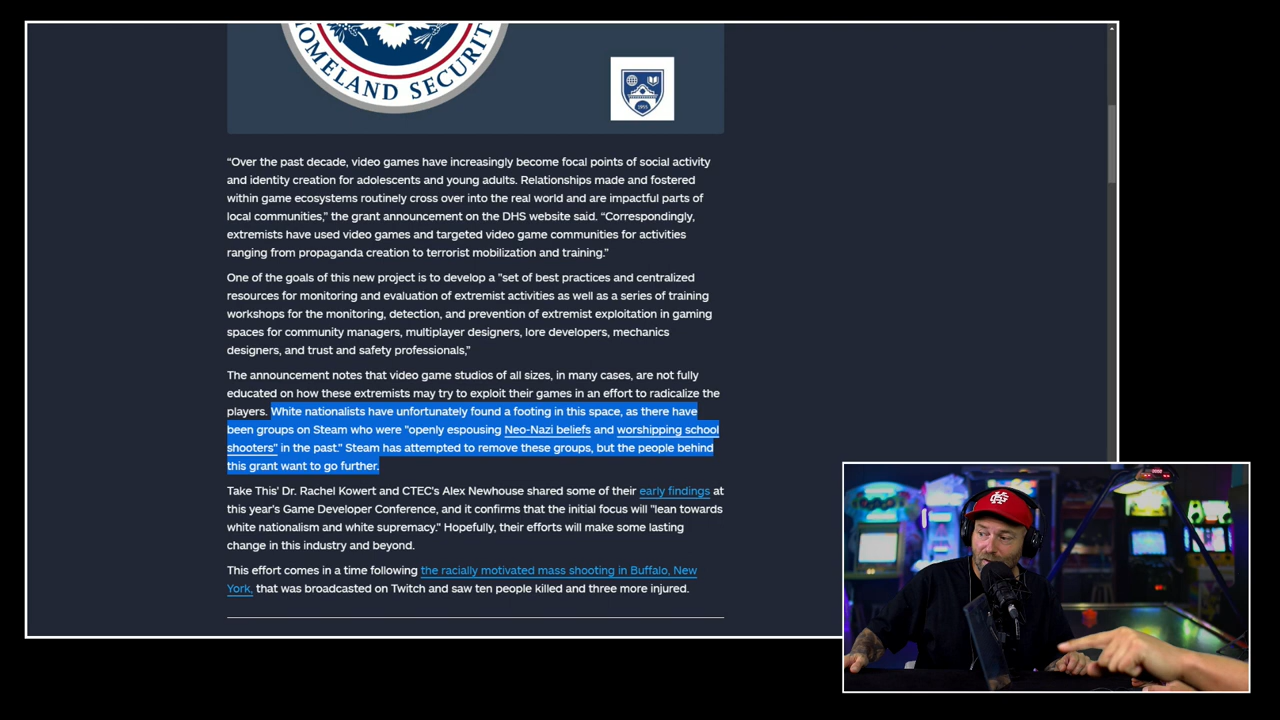 HOMELAND SECURIT
1955
“Over the past decade, video games have increasingly become focal points of social activity
and identity creation for adolescents and young adults. Relationships made and fostered
within game ecosystems routinely cross over into the real world and are impactful parts of
local communities,” the grant announcement on the DHS website said. “Correspondingly,
extremists have used video games and targeted video game communities for activities
ranging from propaganda creation to terrorist mobilization and training.”
One of the goals of this new project is to develop a "set of best practices and centralized
resources for monitoring and evaluation of extremist activities as well as a series of training
workshops for the monitoring, detection, and prevention of extremist exploitation in gaming
spaces for community managers, multiplayer designers, lore developers, mechanics
designers, and trust and safety professionals,”
The announcement notes that video game studios of all sizes, in many cases, are not fully
educated on how these extremists may try to exploit their games in an effort to radicalize the
players. White nationalists have unfortunately found a footing in this space, as there have
been groups on Steam who were "openly espousing Neo-Nazi beliefs and worshipping school
shooters" in the past." Steam has attempted to remove these groups, but the people behind
this grant want to go further.
Take This' Dr. Rachel Kowert and CTEC's Alex Newhouse shared some of their early findings at
this year's Game Developer Conference, and it confirms that the initial focus will "lean towards
white nationalism and white supremacy." Hopefully, their efforts will make some lasting
change in this industry and beyond.
This effort comes in a time following the racially motivated mass shooting in Buffalo, New
York, that was broadcasted on Twitch and saw ten people killed and three more injured.